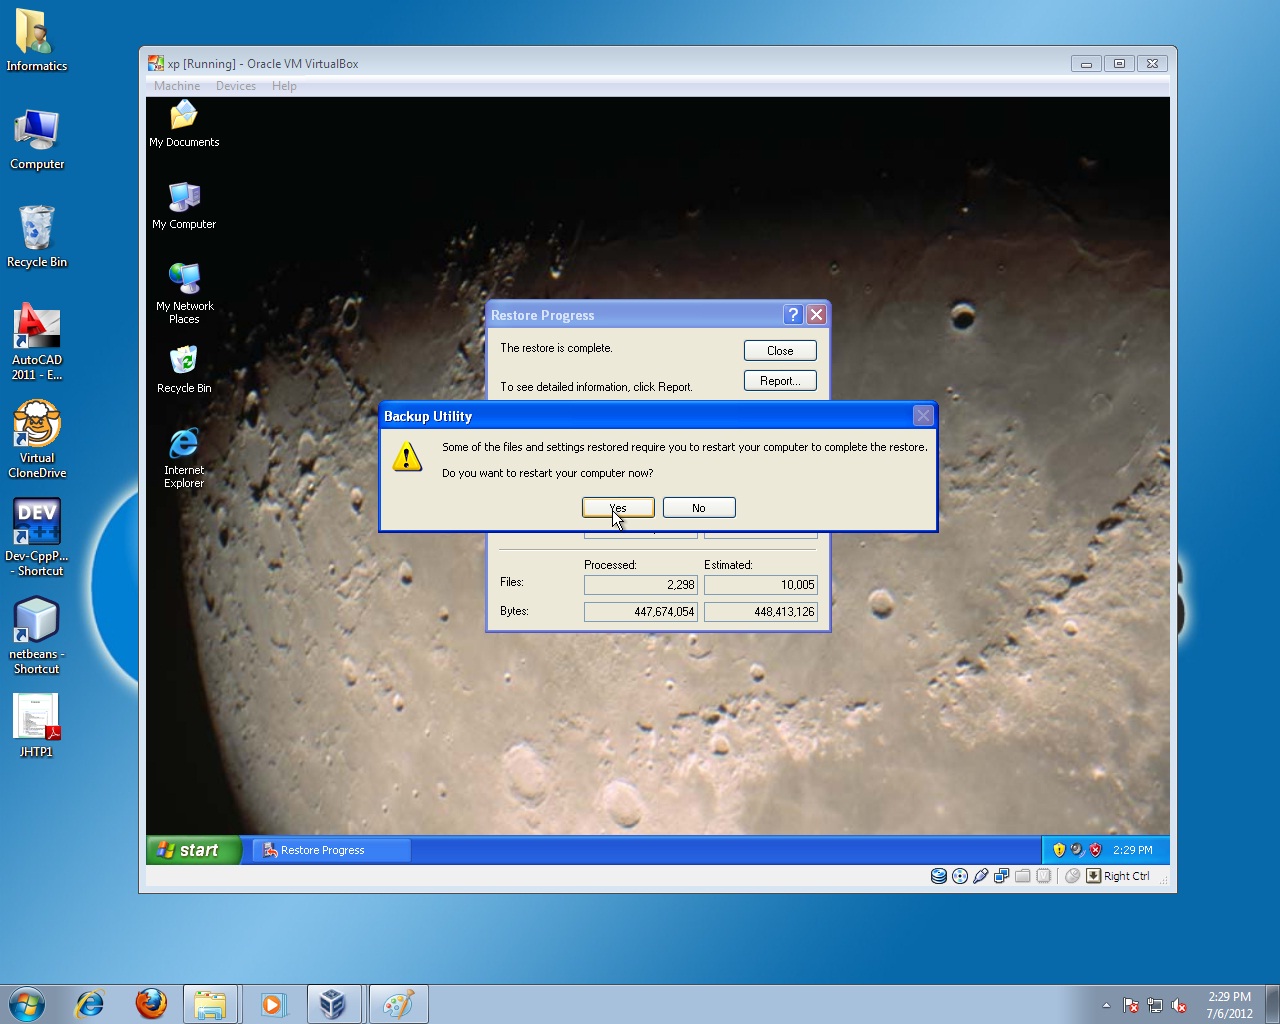 Informatics
Computer
Recycle Bin
AutoCAD
2011 - E...
Virtual
CloneDrive
DEV
C++
Dev-CppP...
- Shortcut
netbeans -
Shortcut
JHTP1
xp [Running] - Oracle VM VirtualBox
Machine Devices Help
My Documents
My Computer
My Network
Places
Recycle Bin
Internet
Explorer
Restore Progress
The restore is complete.
Close
To see detailed information, click Report.
Report...
Backup Utility
Some of the files and settings restored require you to restart your computer to complete the restore.
Do you want to restart your computer now?
Yes No
Processed: Estimated:
Files: 2,298 10,005
Bytes: 447,674,054 448,413,126
start
Restore Progress
2:29 PM
Right Ctrl
2:29 PM
7/6/2012